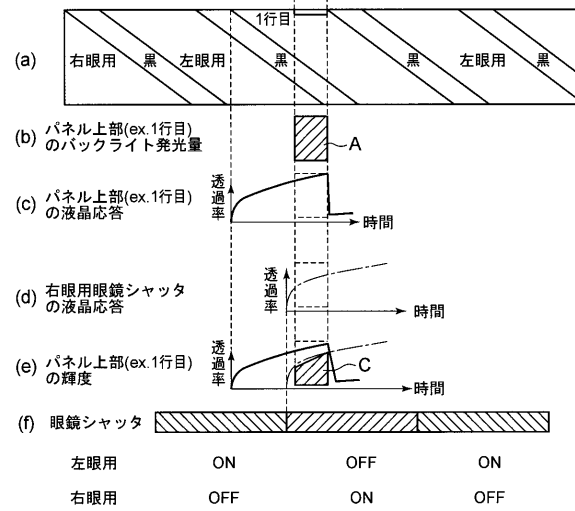 1行目
(a) 右眼用 黒 左眼用 黒 黒 左眼用 黒
(b) パネル上部(ex.1行目)
のバックライト発光量
A
(c) パネル上部(ex.1行目)
の液晶応答
透過率
時間
(d) 右眼用眼鏡シャッタ
の液晶応答
透過率
時間
(e) パネル上部(ex.1行目)
の輝度
透過率
C
時間
(f) 眼鏡シャッタ
左眼用 ON OFF ON
右眼用 OFF ON OFF